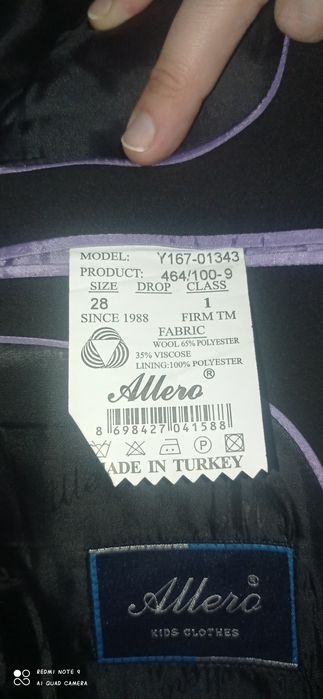 MODEL: Y167-01343
PRODUCT: 464/100-9
SIZE DROP CLASS
28 1
SINCE 1988 FIRM TM
FABRIC
WOOL 65% POLYESTER
35% VISCOSE
LINING:100% POLYESTER
Allero ®
8 698427 041588
MADE IN TURKEY
Allero ®
KIDS CLOTHES
REDMI NOTE 9
AI QUAD CAMERA